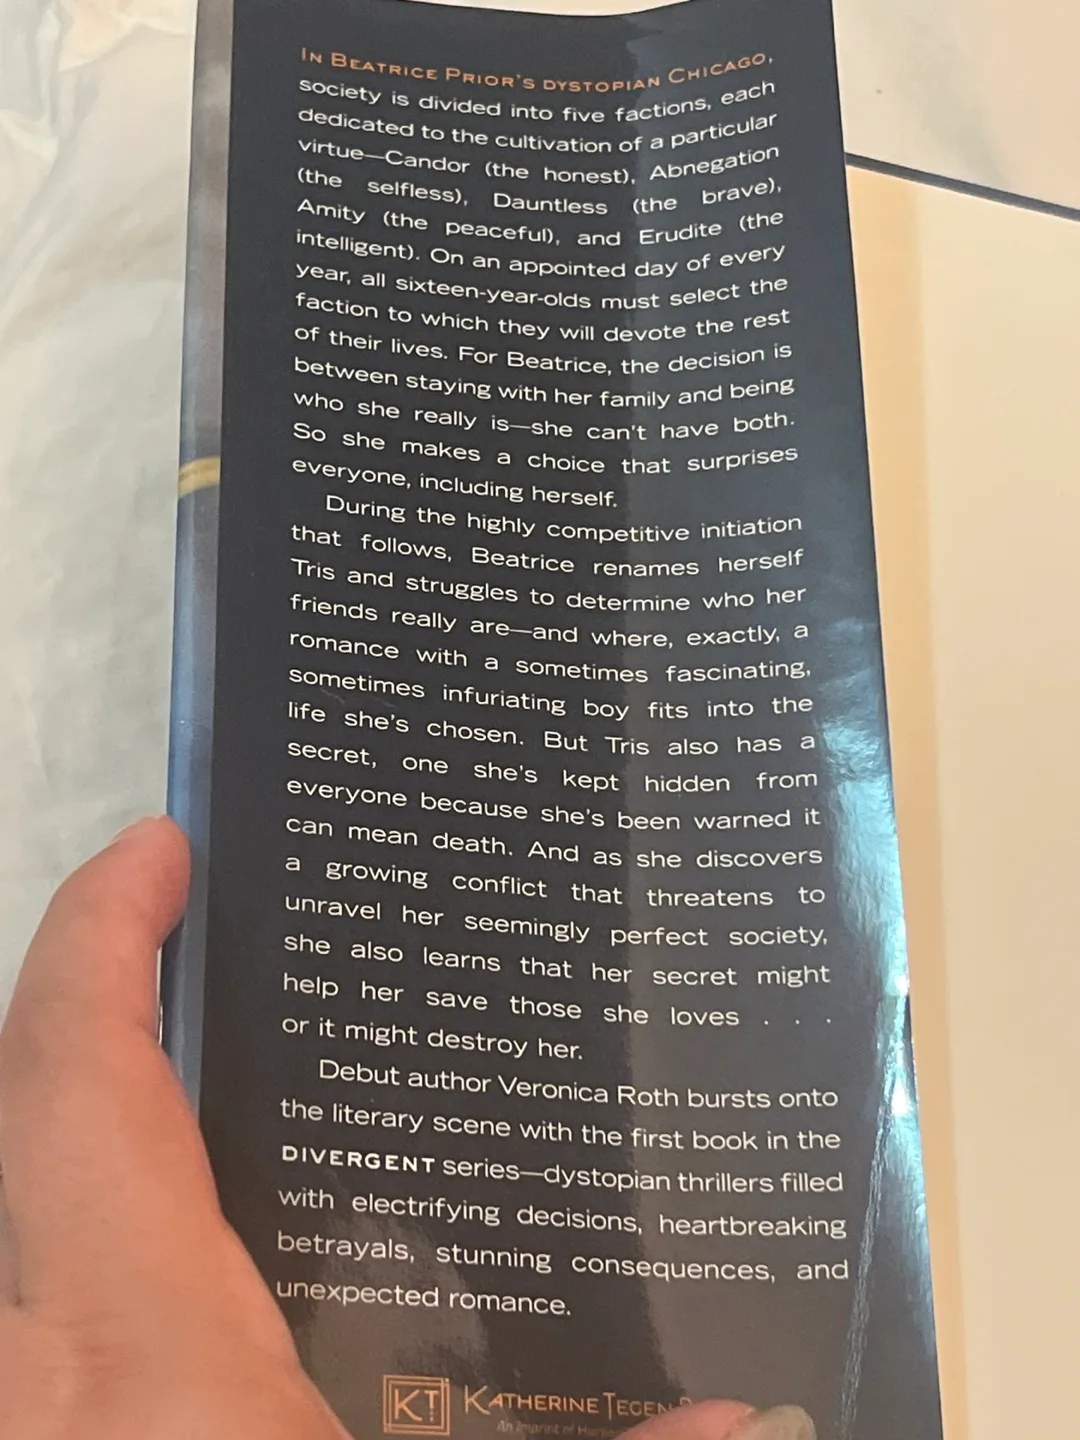 IN BEATRICE PRIOR'S DYSTOPIAN CHICAGO,
society is divided into five factions, each
dedicated to the cultivation of a particular
virtue—Candor (the honest), Abnegation
(the selfless), Dauntless (the brave),
Amity (the peaceful), and Erudite (the
intelligent). On an appointed day of every
year, all sixteen-year-olds must select the
faction to which they will devote the rest
of their lives. For Beatrice, the decision is
between staying with her family and being
who she really is—she can't have both.
So she makes a choice that surprises
everyone, including herself.
During the highly competitive initiation
that follows, Beatrice renames herself
Tris and struggles to determine who her
friends really are—and where, exactly, a
romance with a sometimes fascinating,
sometimes infuriating boy fits into the
life she's chosen. But Tris also has a
secret, one she's kept hidden from
everyone because she's been warned it
can mean death. And as she discovers
a growing conflict that threatens to
unravel her seemingly perfect society,
she also learns that her secret might
help her save those she loves . . .
or it might destroy her.
Debut author Veronica Roth bursts onto
the literary scene with the first book in the
DIVERGENT series—dystopian thrillers filled
with electrifying decisions, heartbreaking
betrayals, stunning consequences, and
unexpected romance.
KT KATHERINE TEGEN
An Imprint of